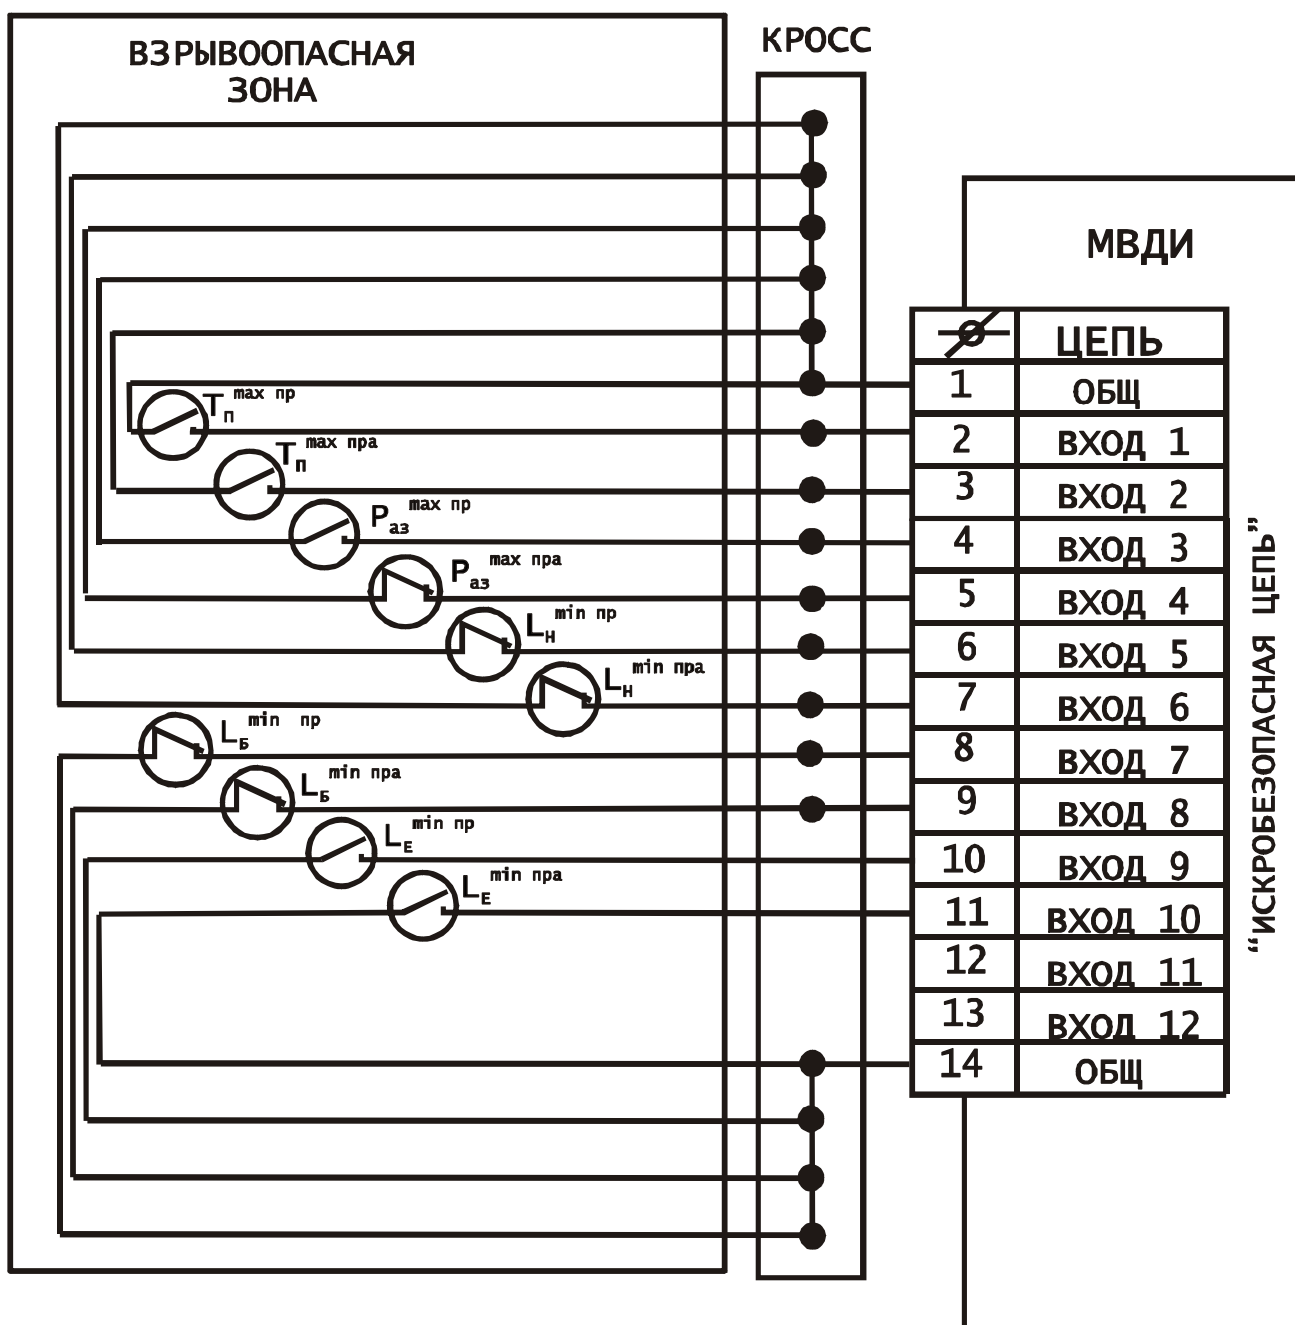 ВЗРЫВООПАСНАЯ
ЗОНА
КРОСС
МВДИ
ЦЕПЬ
1 ОБЩ
2 ВХОД 1
3 ВХОД 2
4 ВХОД 3
5 ВХОД 4
6 ВХОД 5
7 ВХОД 6
8 ВХОД 7
9 ВХОД 8
10 ВХОД 9
11 ВХОД 10
12 ВХОД 11
13 ВХОД 12
14 ОБЩ
"ИСКРОБЕЗОПАСНАЯ ЦЕПЬ"
Tп max пр
Tп max пра
Pаз max пр
Pаз max пра
Lн min пр
Lн min пра
LБ min пр
LБ min пра
LЕ min пр
LЕ min пра